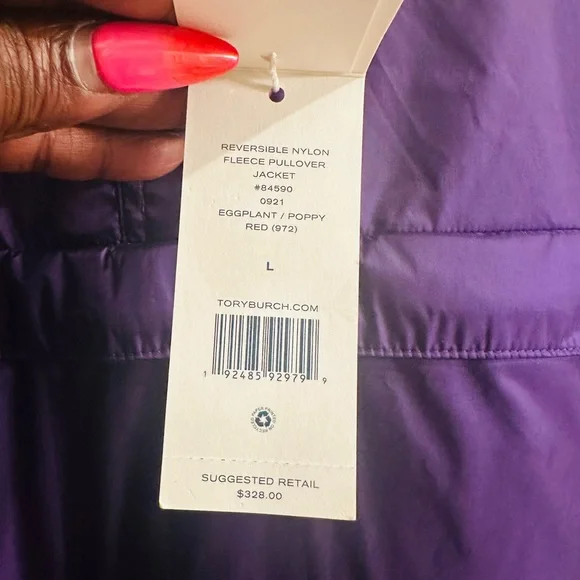 REVERSIBLE NYLON
FLEECE PULLOVER
JACKET
#84590
0921
EGGPLANT / POPPY
RED (972)
L
TORYBURCH.COM
1 92485 92979 9
SUGGESTED RETAIL
$328.00